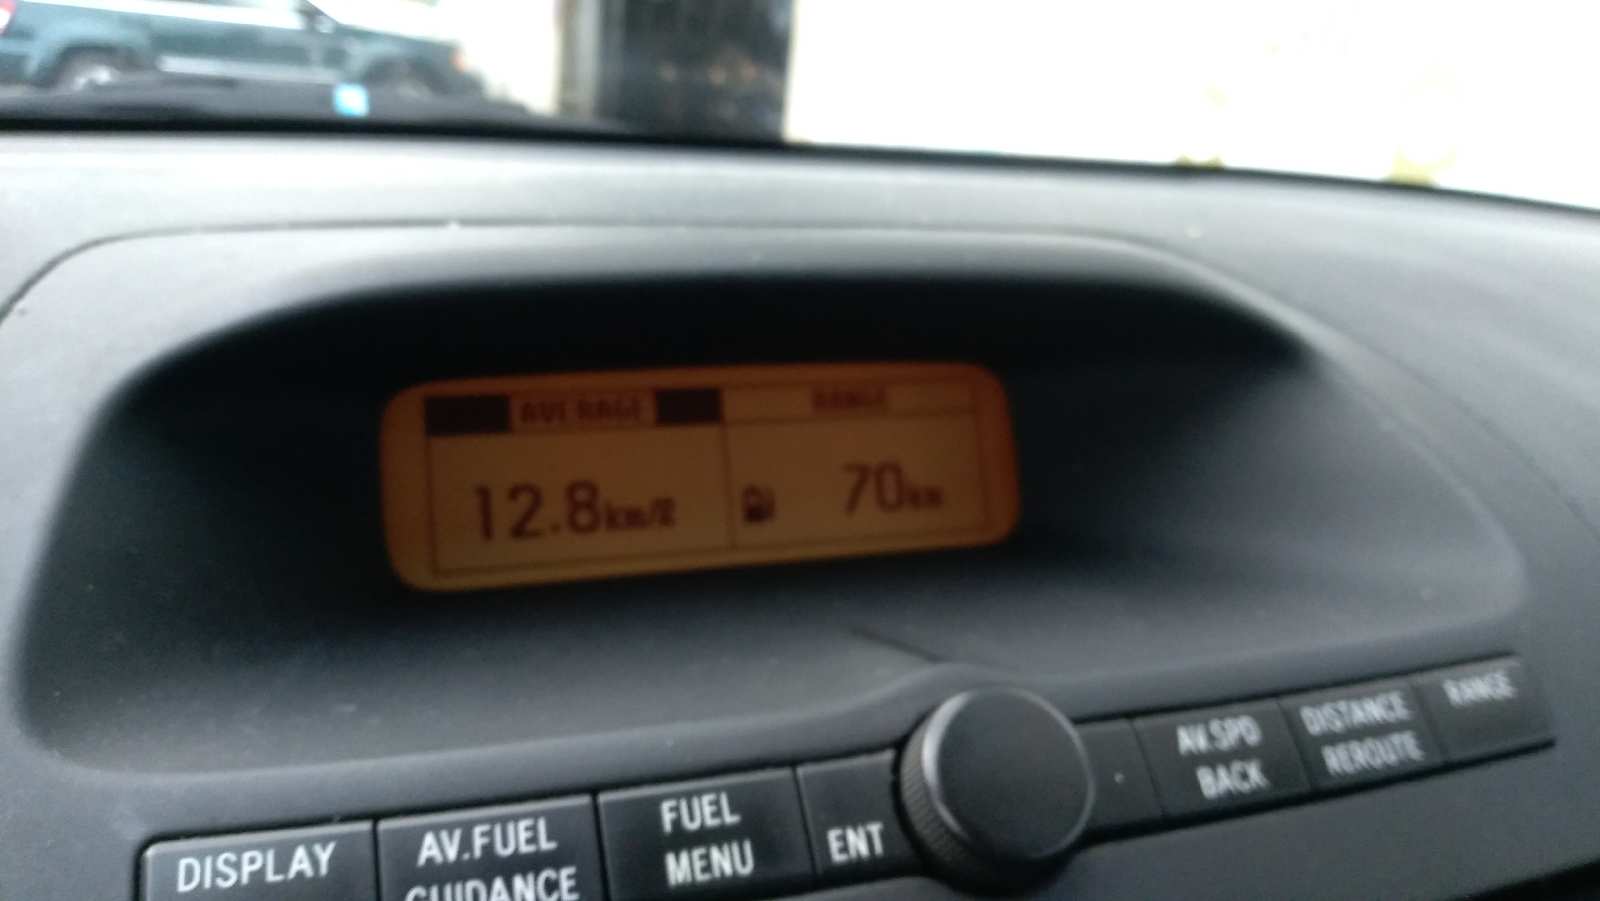 AVERAGE RANGE
12.8km/ℓ 70km
DISPLAY
AV.FUEL
GUIDANCE
FUEL
MENU
ENT
AV.SPD
BACK
DISTANCE
REROUTE
RANGE